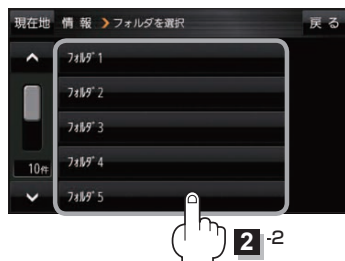 現在地 情 報 フォルダを選択 戻 る
ﾌｫﾙﾀﾞ 1
ﾌｫﾙﾀﾞ 2
ﾌｫﾙﾀﾞ 3
ﾌｫﾙﾀﾞ 4
10件
ﾌｫﾙﾀﾞ 5
2 -2